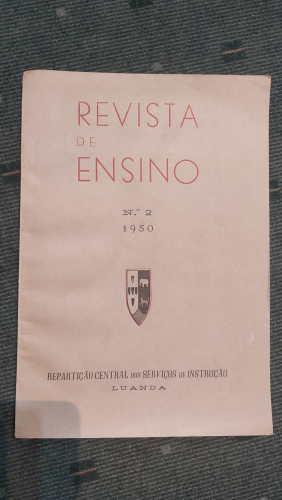 REVISTA
DE
ENSINO
N.º 2
1950
REPARTIÇÃO CENTRAL DOS SERVIÇOS DE INSTRUÇÃO
LUANDA